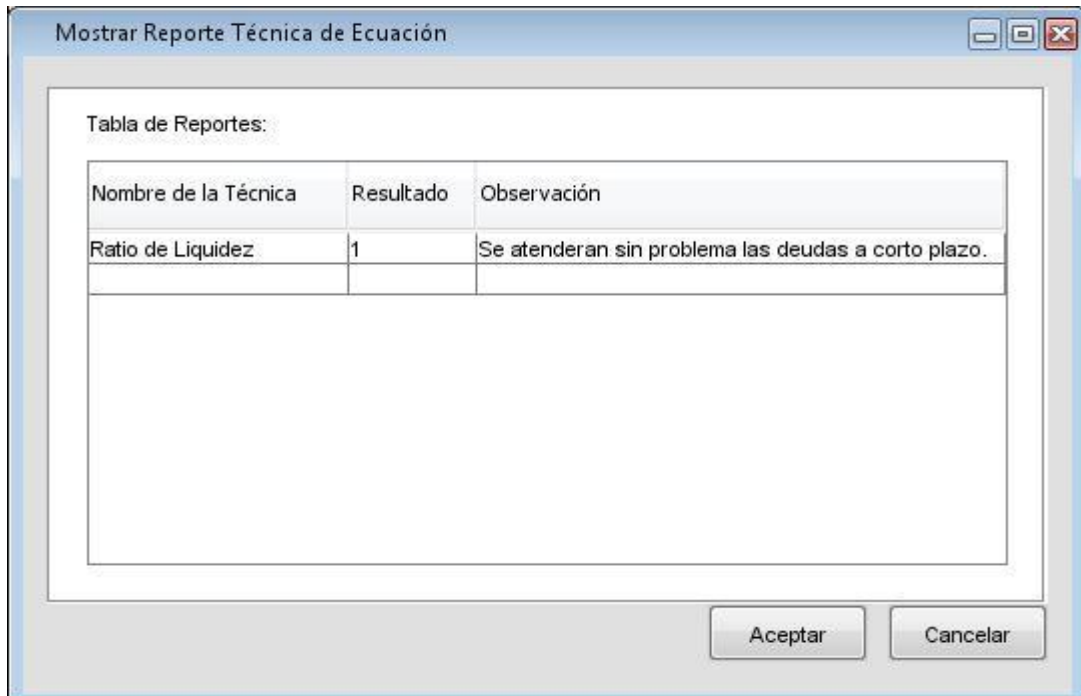 Mostrar Reporte Técnica de Ecuación
Tabla de Reportes:
Nombre de la Técnica Resultado Observación
Ratio de Liquidez 1 Se atenderan sin problema las deudas a corto plazo.
Aceptar Cancelar